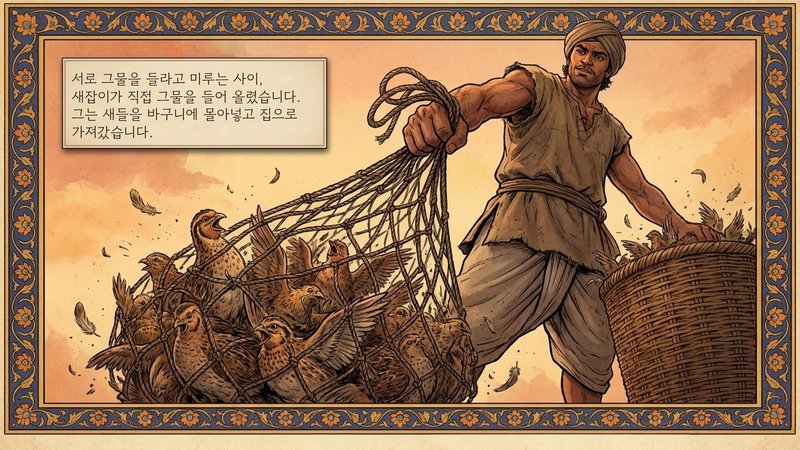 서로 그물을 들라고 미루는 사이,
새잡이가 직접 그물을 들어 올렸습니다.
그는 새들을 바구니에 몰아넣고 집으로
가져갔습니다.